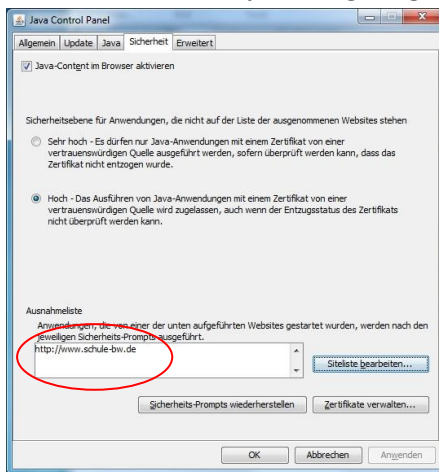 Java Control Panel
Allgemein Update Java Sicherheit Erweitert
Java-Content im Browser aktivieren
Sicherheitsebene für Anwendungen, die nicht auf der Liste der ausgenommenen Websites stehen
Sehr hoch - Es dürfen nur Java-Anwendungen mit einem Zertifikat von einer
vertrauenswürdigen Quelle ausgeführt werden, sofern überprüft werden kann, dass das
Zertifikat nicht entzogen wurde.
Hoch - Das Ausführen von Java-Anwendungen mit einem Zertifikat von einer
vertrauenswürdigen Quelle wird zugelassen, auch wenn der Entzugsstatus des Zertifikats
nicht überprüft werden kann.
Ausnahmeliste
Anwendungen, die von einer der unten aufgeführten Websites gestartet wurden, werden nach den
jeweiligen Sicherheits-Prompts ausgeführt.
http://www.schule-bw.de
Siteliste bearbeiten...
Sicherheits-Prompts wiederherstellen Zertifikate verwalten...
OK Abbrechen Anwenden